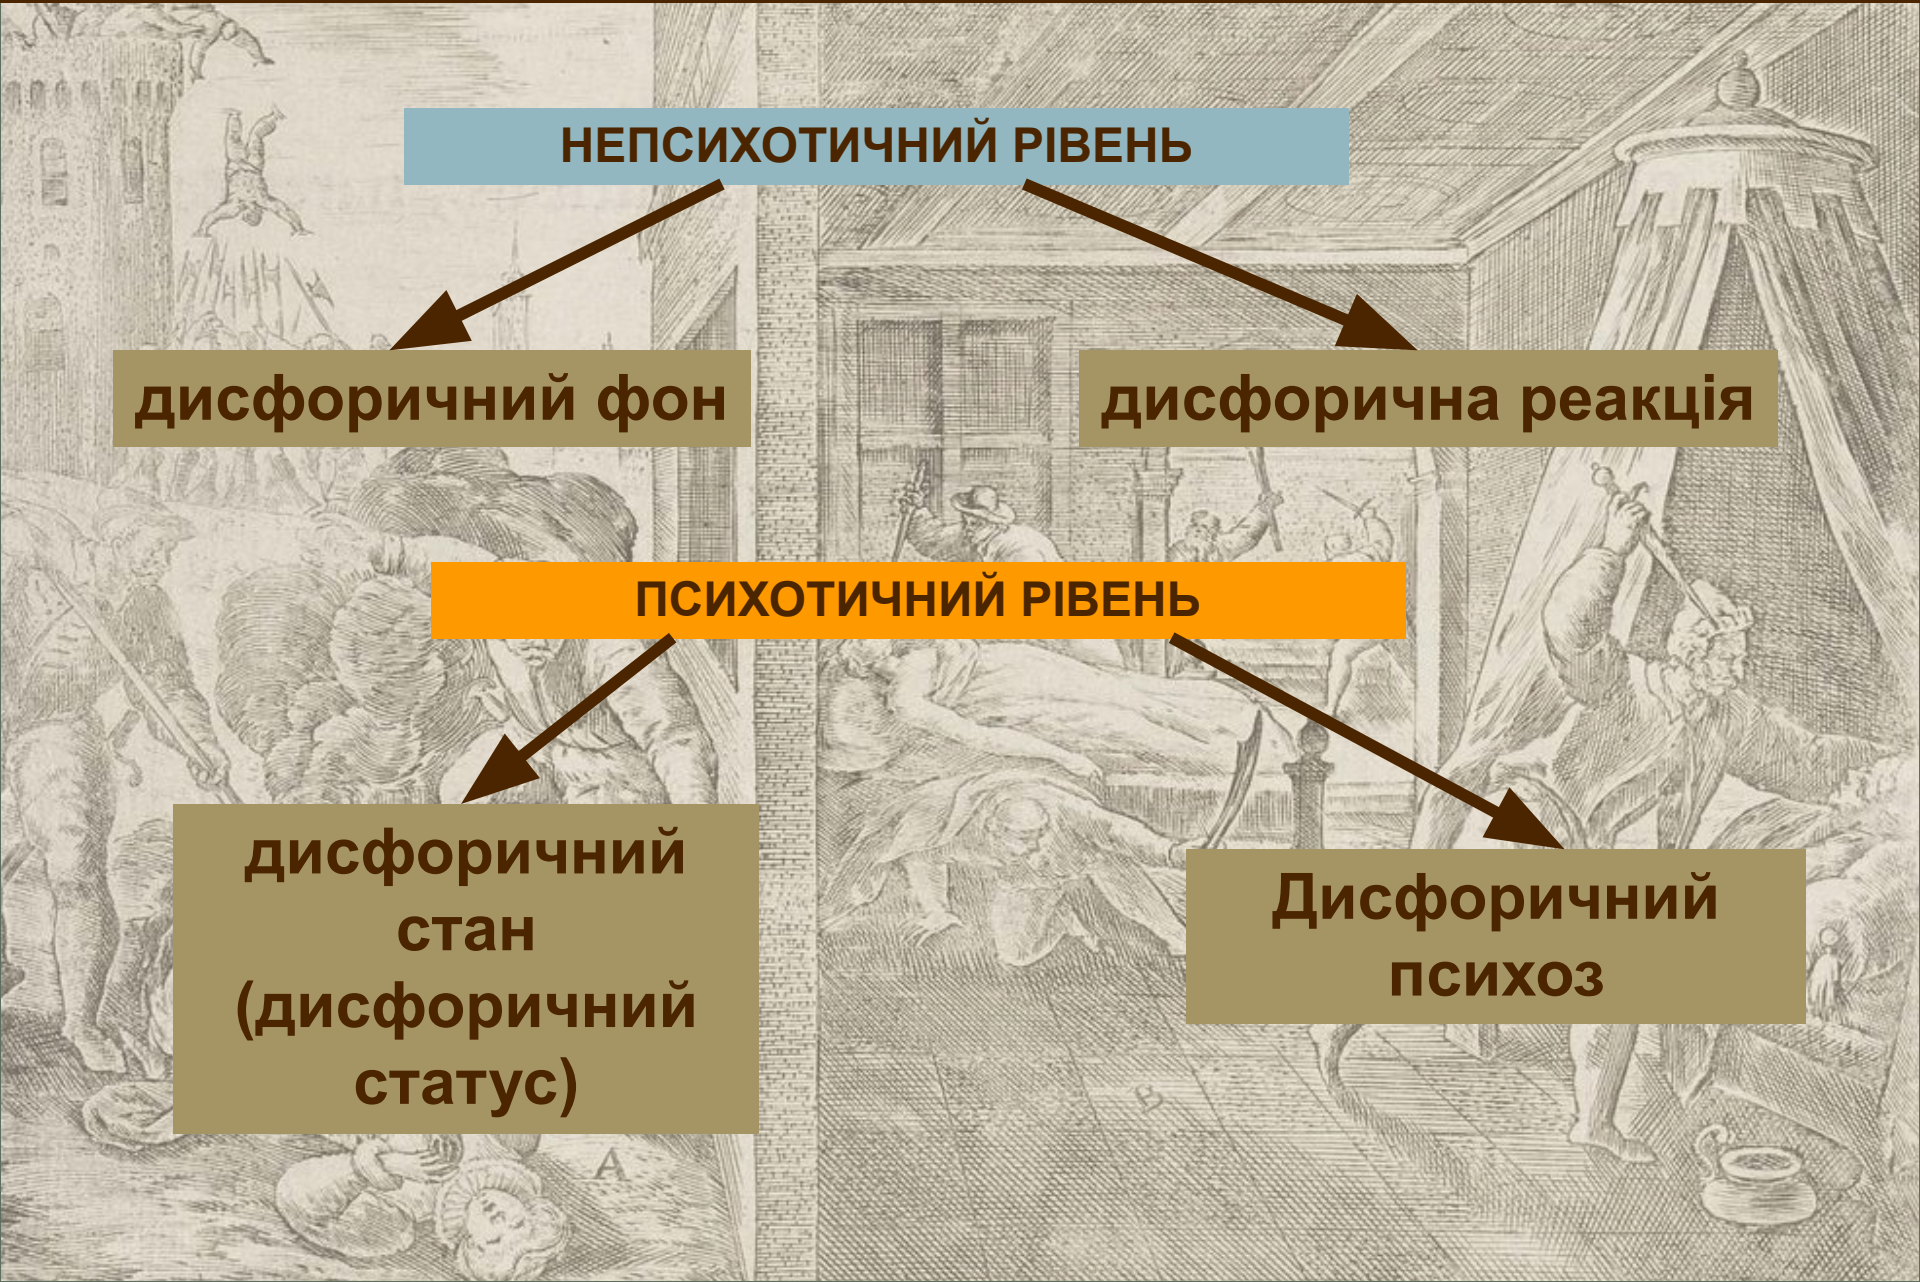 НЕПСИХОТИЧНИЙ РІВЕНЬ
дисфоричний фон
дисфорична реакція
ПСИХОТИЧНИЙ РІВЕНЬ
дисфоричний
стан
(дисфоричний
статус)
Дисфоричний
психоз
A
B